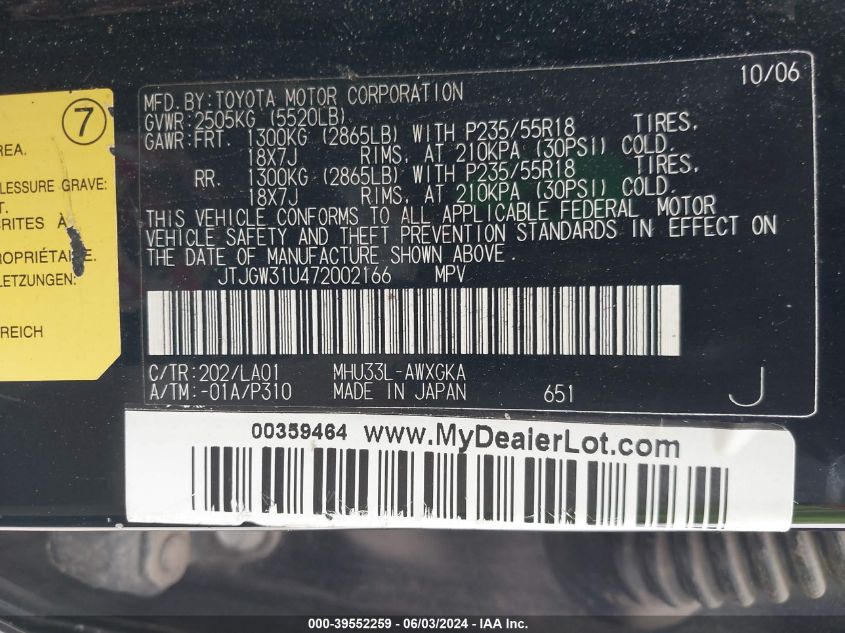 7
REA.
LESSURE GRAVE:
T.
CRITES À
PROPRIÉTAIRE.
LETZUNGEN:
REICH
10/06
MFD. BY: TOYOTA MOTOR CORPORATION
GVWR: 2505KG (5520LB)
GAWR: FRT. 1300KG (2865LB) WITH P235/55R18 TIRES,
18X7J RIMS, AT 210KPA (30PSI) COLD.
RR. 1300KG (2865LB) WITH P235/55R18 TIRES,
18X7J RIMS, AT 210KPA (30PSI) COLD.
THIS VEHICLE CONFORMS TO ALL APPLICABLE FEDERAL MOTOR
VEHICLE SAFETY AND THEFT PREVENTION STANDARDS IN EFFECT ON
THE DATE OF MANUFACTURE SHOWN ABOVE.
JTJGW31U472002166 MPV
C/TR: 202/LA01 MHU33L-AWXGKA
A/TM: -01A/P310 MADE IN JAPAN 651 J
00359464 www.MyDealerLot.com
000-39552259 - 06/03/2024 - IAA Inc.